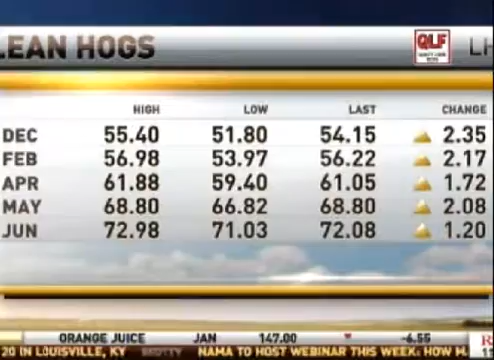 LEAN HOGS QLF LH
HIGH LOW LAST CHANGE
DEC 55.40 51.80 54.15 2.35
FEB 56.98 53.97 56.22 2.17
APR 61.88 59.40 61.05 1.72
MAY 68.80 66.82 68.80 2.08
JUN 72.98 71.03 72.08 1.20
ORANGE JUICE JAN 147.00 -6.55 R
20 IN LOUISVILLE, KY NAMA TO HOST WEBINAR THIS WEEK: HOW